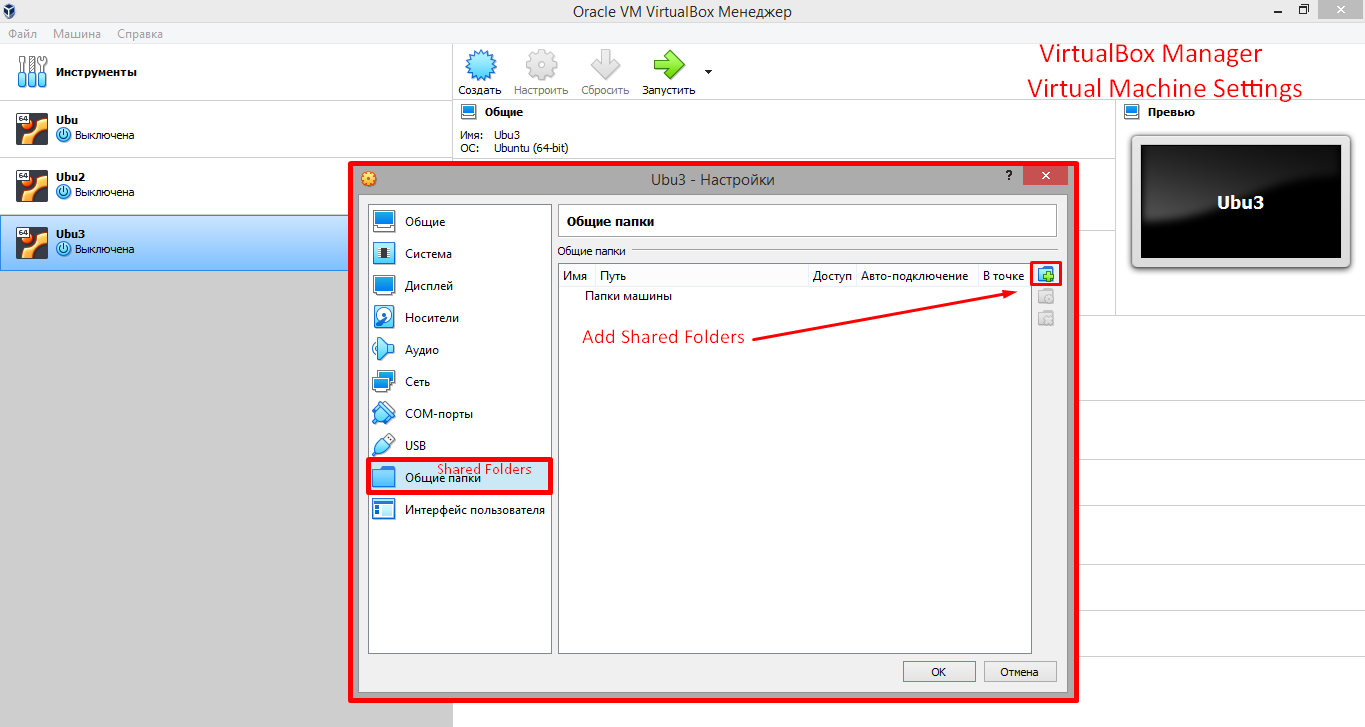 Oracle VM VirtualBox Менеджер
Файл Машина Справка
Инструменты
Создать Настроить Сбросить Запустить
VirtualBox Manager
Virtual Machine Settings
64 Ubu
Выключена
64 Ubu2
Выключена
64 Ubu3
Выключена
Общие
Имя: Ubu3
ОС: Ubuntu (64-bit)
Превью
Ubu3
Ubu3 - Настройки
?
Общие
Система
Дисплей
Носители
Аудио
Сеть
COM-порты
USB
Shared Folders
Общие папки
Интерфейс пользователя
Общие папки
Общие папки
Имя Путь Доступ Авто-подключение В точке
Папки машины
Add Shared Folders
OK Отмена